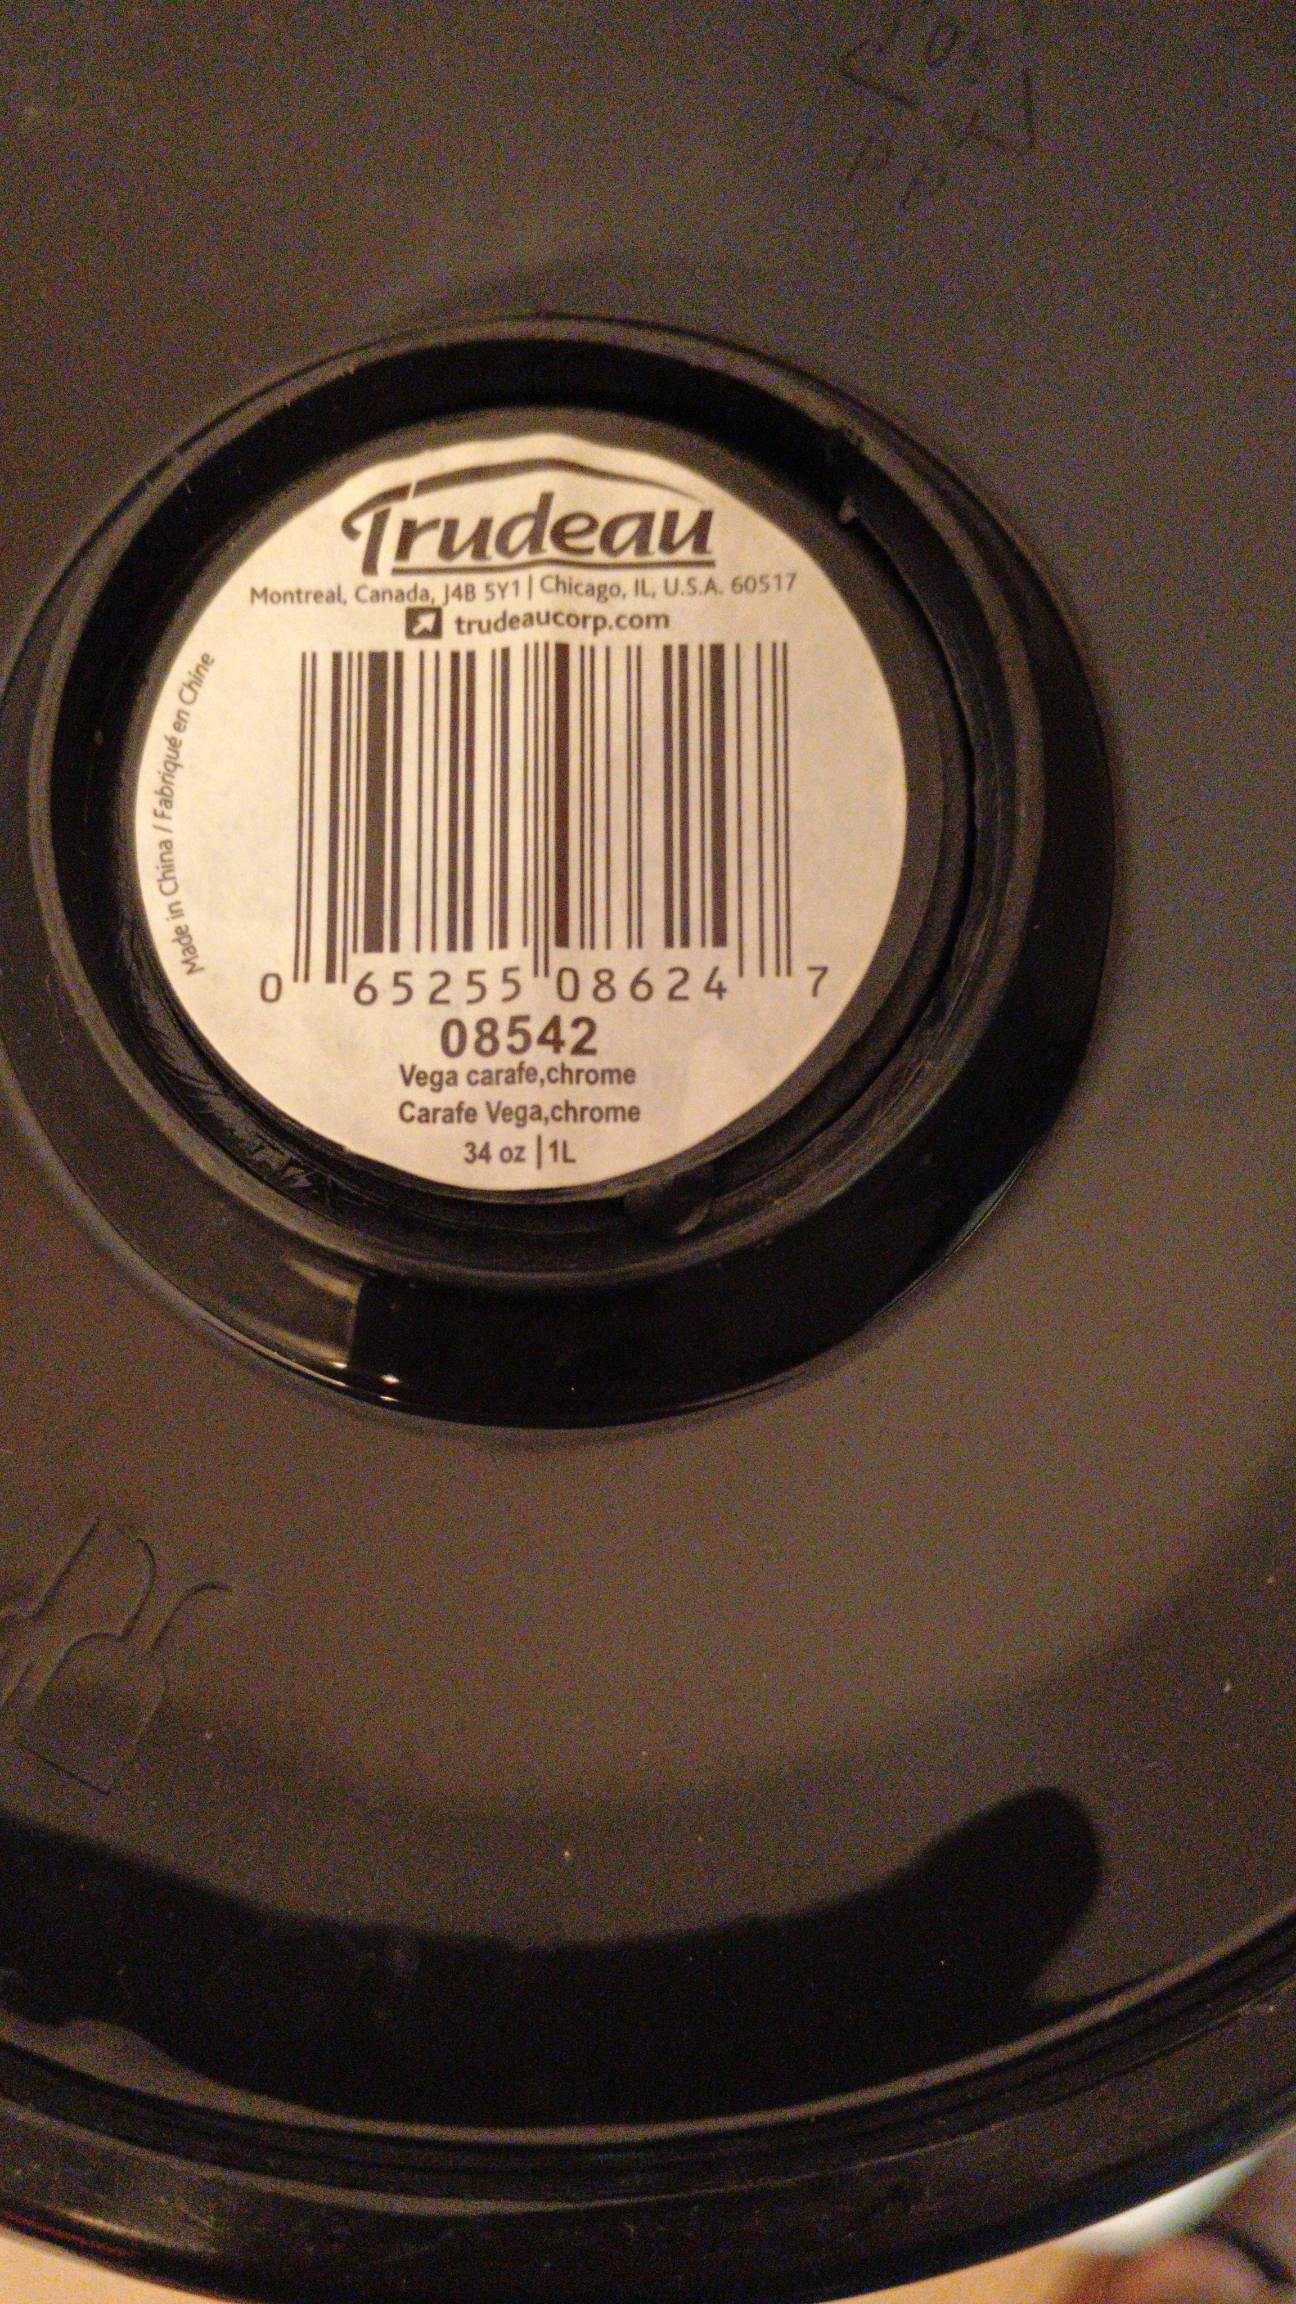 Trudeau
Montreal, Canada, J4B 5Y1 | Chicago, IL, U.S.A. 60517
trudeaucorp.com
Made in China / Fabriqué en Chine
0 65255 08624 7
08542
Vega carafe,chrome
Carafe Vega,chrome
34 oz | 1L